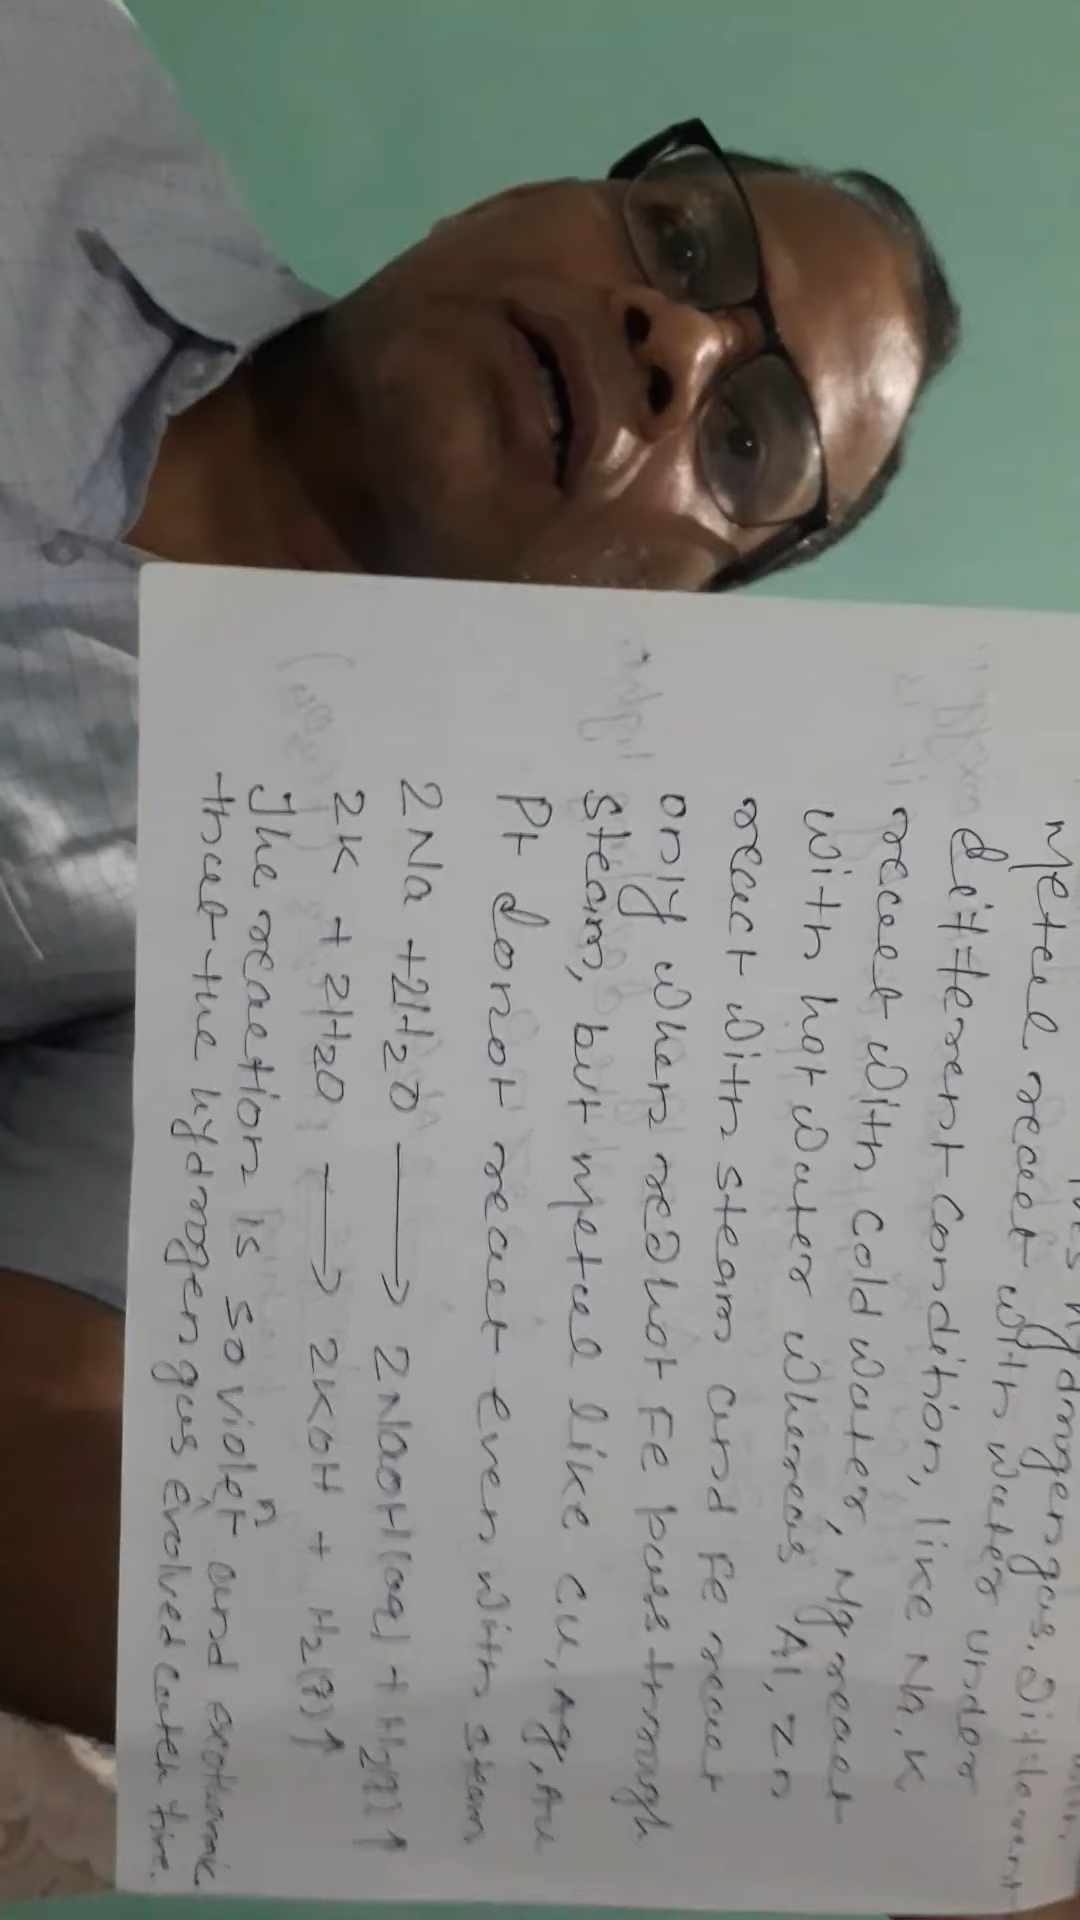 hydrogen gas. Different
Metal react with water under
different condition, like Na, K
react with cold water, Mg react
with hot water whereas Al, Zn
react with steam and Fe react
only when red hot Fe pass through
steam, but metal like Cu, Ag, Au
Pt donot react even with steam
2Na + 2H2O ⟶ 2NaOH(aq) + H2(g)↑
2K + 2H2O ⟶ 2KOH + H2(g)↑
The reaction is so violent and exothermic
that the hydrogen gas evolved catch fire.